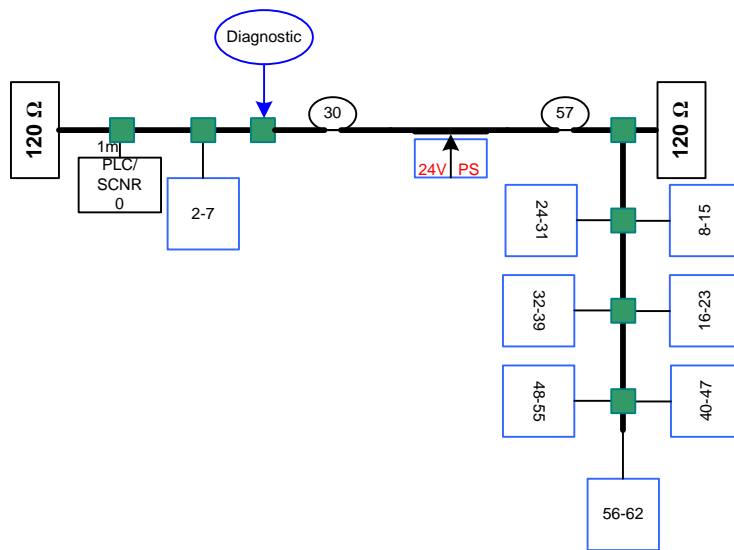 Diagnostic
120 Ω
30
57
120 Ω
1m
PLC/
SCNR
0
24V PS
2-7
24-31
8-15
32-39
16-23
48-55
40-47
56-62